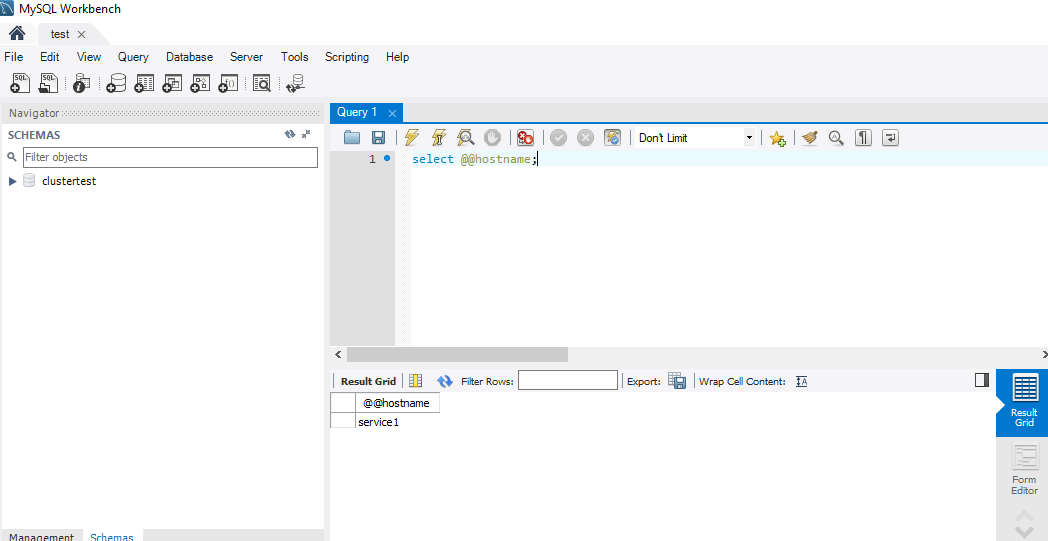 MySQL Workbench
test
File Edit View Query Database Server Tools Scripting Help
Navigator
SCHEMAS
Filter objects
clustertest
Management Schemas
Query 1
Don't Limit
1 select @@hostname;
Result Grid Filter Rows: Export: Wrap Cell Content:
@@hostname
service1
Result
Grid
Form
Editor